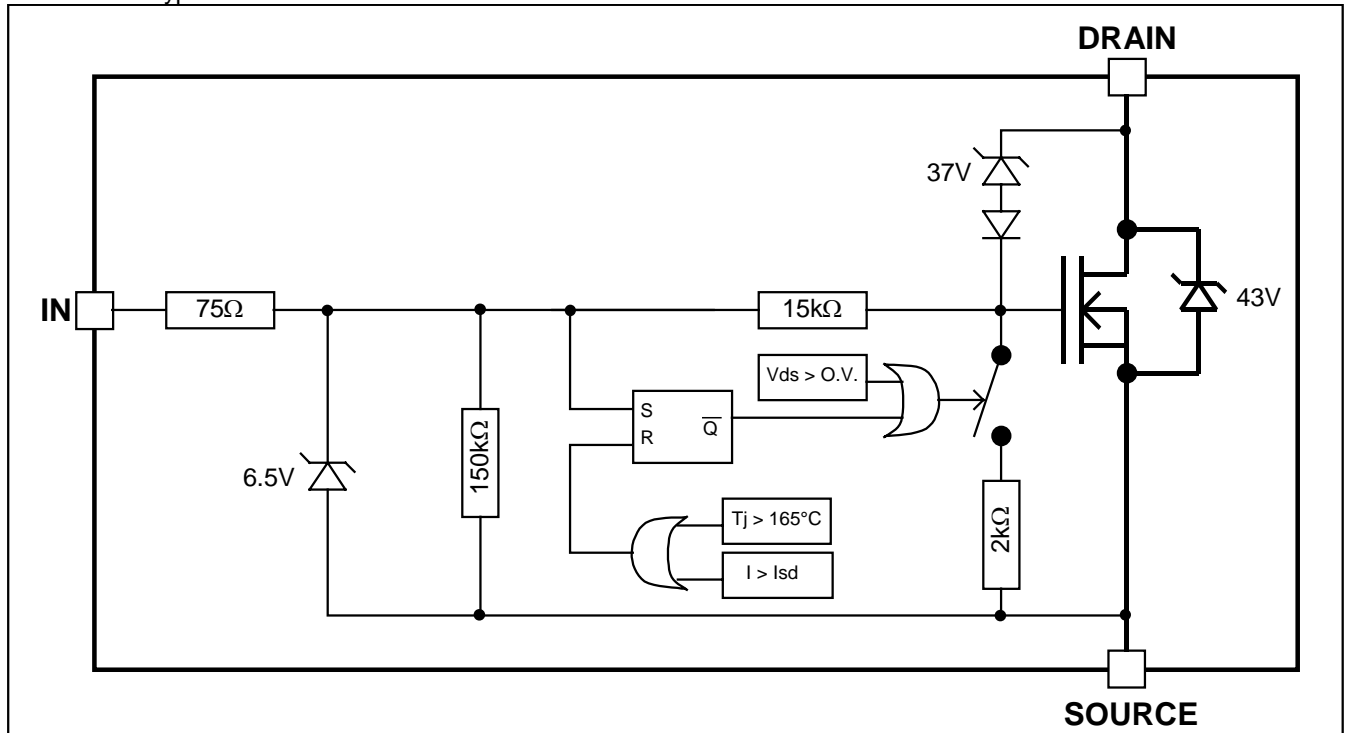 DRAIN
37V
43V
IN
75Ω
15kΩ
Vds > O.V.
S
R
Q
6.5V
150kΩ
Tj > 165°C
I > Isd
2kΩ
SOURCE